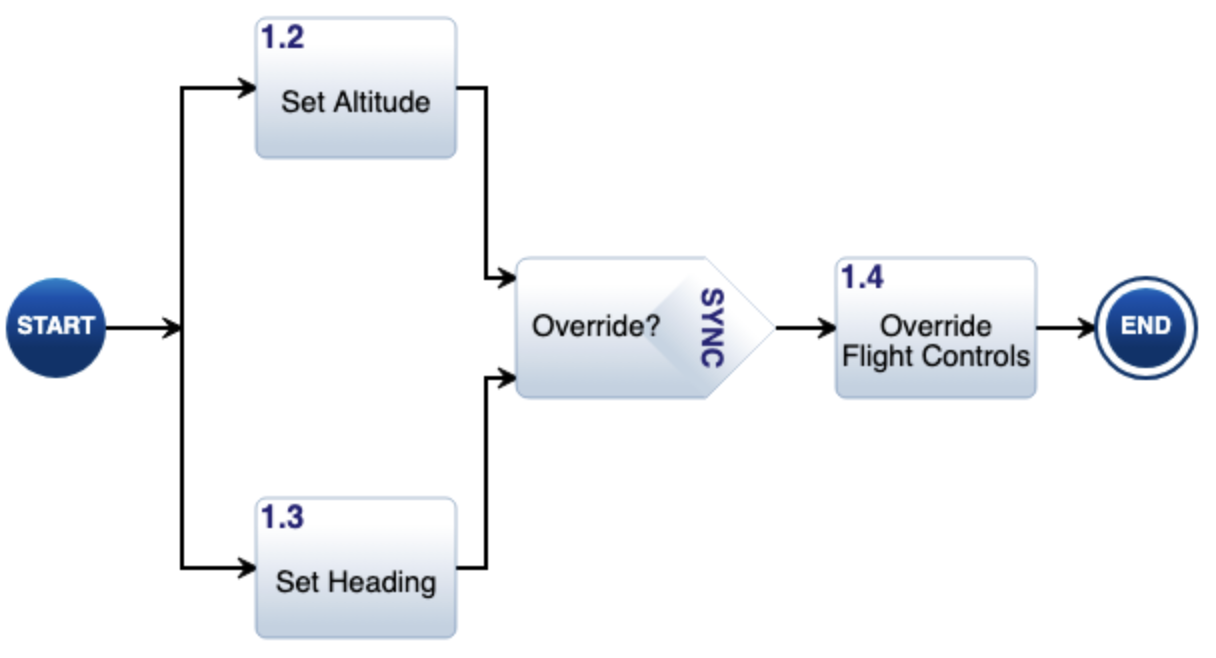 1.2
Set Altitude
START
Override?
SYNC
1.4
Override
Flight Controls
END
1.3
Set Heading